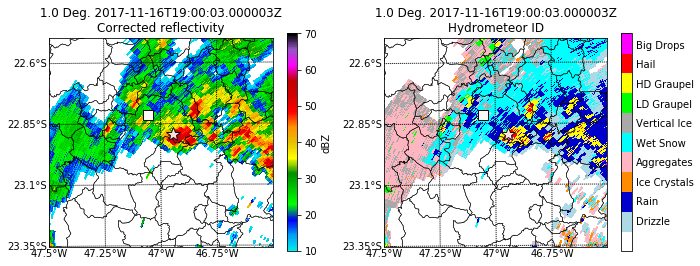 1.0 Deg. 2017-11-16T19:00:03.000003Z
Corrected reflectivity
22.6°S
22.85°S
23.1°S
23.35°S
47.5°W
47.25°W
47°W
46.75°W
70
60
50
40
30
20
10
dBZ
1.0 Deg. 2017-11-16T19:00:03.000003Z
Hydrometeor ID
22.6°S
22.85°S
23.1°S
23.35°S
47.5°W
47.25°W
47°W
46.75°W
Big Drops
Hail
HD Graupel
LD Graupel
Vertical Ice
Wet Snow
Aggregates
Ice Crystals
Rain
Drizzle